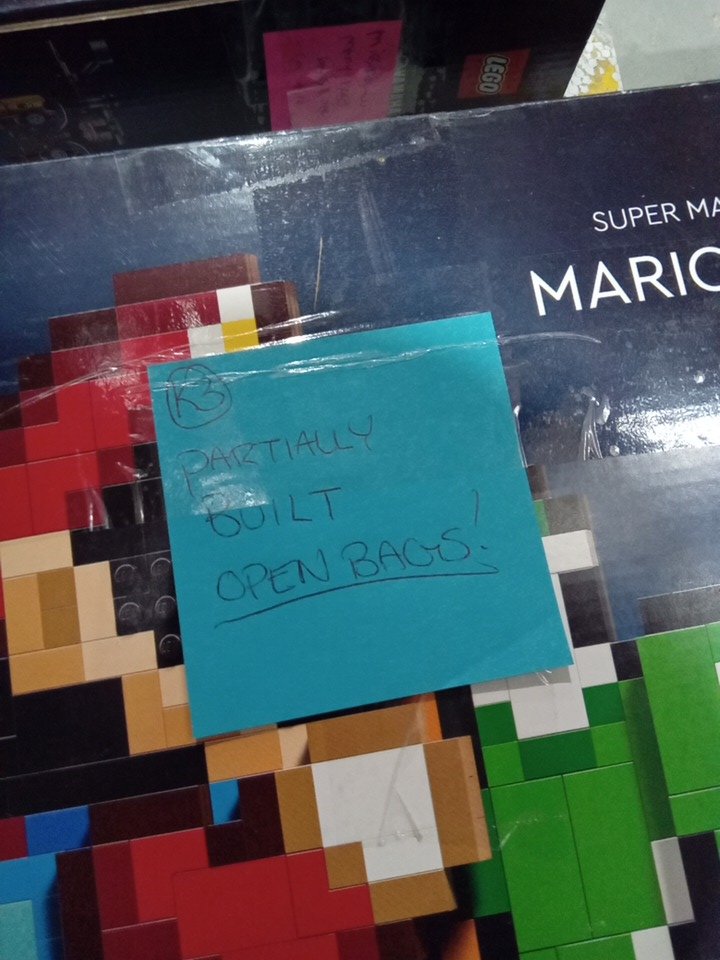 LEGO
SUPER MA
MARIO
K3
PARTIALLY
BUILT
OPEN BAGS!